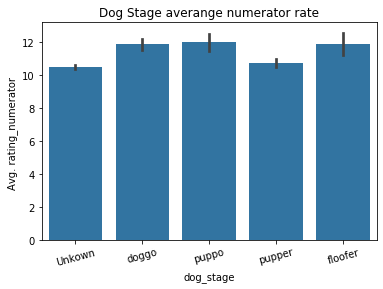 Dog Stage averange numerator rate
Avg. rating_numerator
12
10
8
6
4
2
0
Unkown doggo puppo pupper floofer
dog_stage